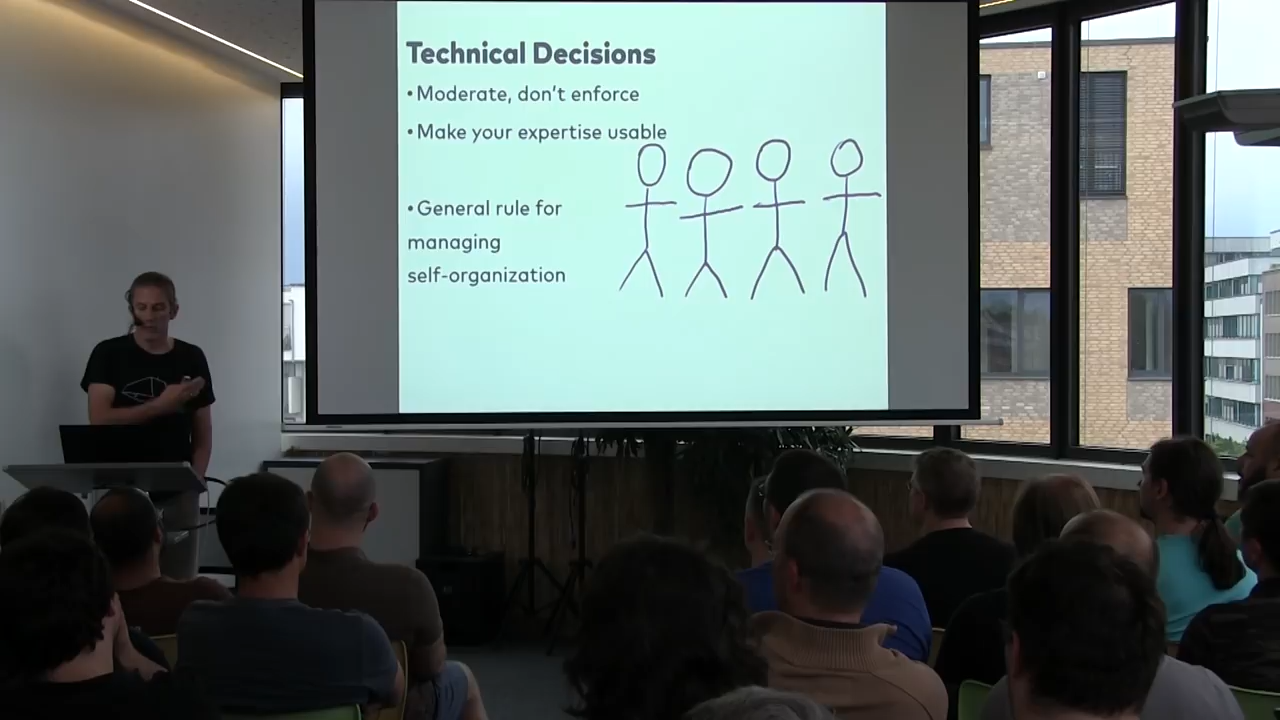 Technical Decisions
•Moderate, don't enforce
•Make your expertise usable
•General rule for
managing
self-organization